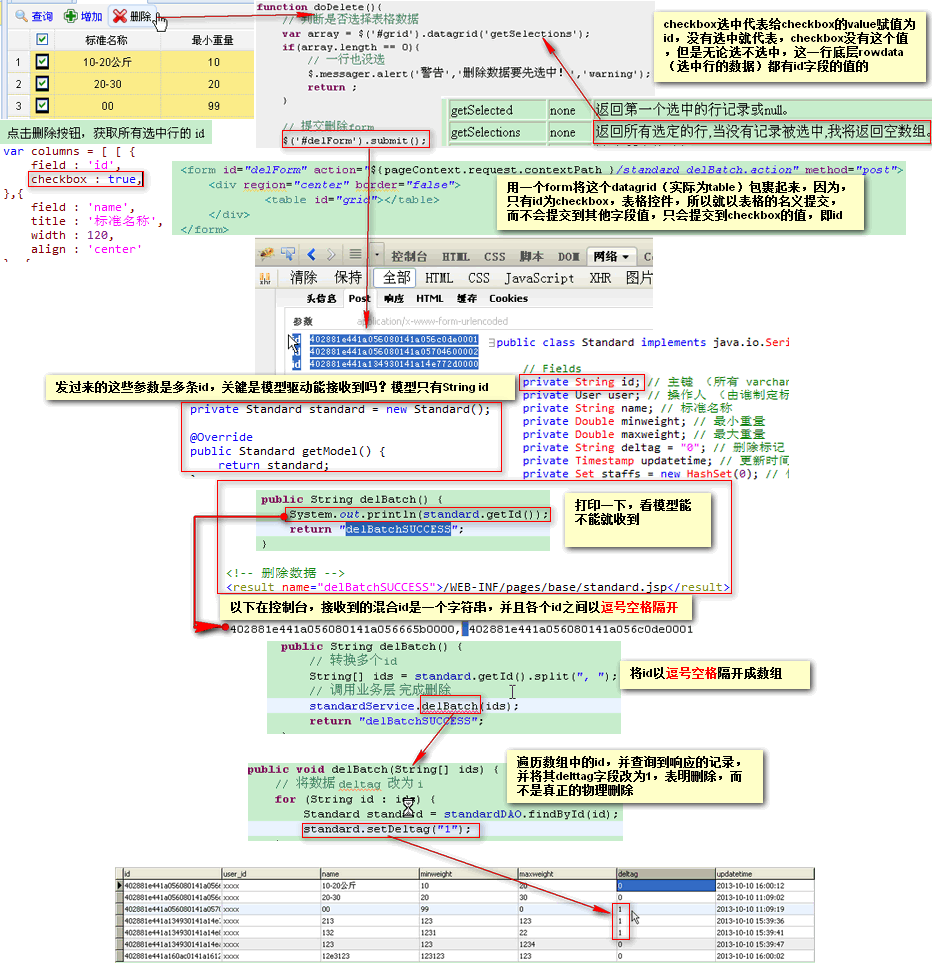 查询 增加 删除
标准名称 最小重量
1 10-20公斤 10
2 20-30 20
3 00 99
点击删除按钮，获取所有选中行的 id
function doDelete(){
// 判断是否选择表格数据
var array = $('#grid').datagrid('getSelections');
if(array.length == 0){
// 一行也没选
$.messager.alert('警告','删除数据要先选中!','warning');
return ;
}
// 提交删除form
$('#delForm').submit();
checkbox选中代表给checkbox的value赋值为
id，没有选中就代表，checkbox没有这个值
，但是无论选不选中，这一行底层rowdata
（选中行的数据）都有id字段的值的
getSelected none 返回第一个选中的行记录或null。
getSelections none 返回所有选定的行,当没有记录被选中,我将返回空数组。
var columns = [ [ {
field : 'id',
checkbox : true,
},{
field : 'name',
title : '标准名称',
width : 120,
align : 'center'
<form id="delForm" action="${pageContext.request.contextPath }/standard_delBatch.action" method="post">
<div region="center" border="false">
<table id="grid"></table>
</div>
</form>
用一个form将这个datagrid（实际为table）包裹起来，因为，
只有id为checkbox，表格控件，所以就以表格的名义提交，
而不会提交到其他字段值，只会提交到checkbox的值，即id
控制台 HTML CSS 脚本 DOM 网络
清除 保持 全部 HTML CSS JavaScript XHR 图片
头信息 Post 响应 HTML 缓存 Cookies
参数 application/x-www-form-urlencoded
id 402881e441a056080141a056c0de0001
402881e441a056080141a05704600002
id 402881e441a134930141a14e772d0000
发过来的这些参数是多条id，关键是模型驱动能接收到吗？模型只有String id
public class Standard implements java.io.Seri
// Fields
private String id; // 主键 （所有 varchar
private User user; // 操作人 （由谁制定标
private String name; // 标准名称
private Double minweight; // 最小重量
private Double maxweight; // 最大重量
private String deltag = "0"; // 删除标记
private Timestamp updatetime; // 更新时间
private Set staffs = new HashSet(0); //
private Standard standard = new Standard();
@Override
public Standard getModel() {
return standard;
public String delBatch() {
System.out.println(standard.getId());
return "delBatchSUCCESS";
}
打印一下，看模型能
不能就收到
<!-- 删除数据 -->
<result name="delBatchSUCCESS">/WEB-INF/pages/base/standard.jsp</result>
以下在控制台，接收到的混合id是一个字符串，并且各个id之间以逗号空格隔开
402881e441a056080141a056665b0000, 402881e441a056080141a056c0de0001
public String delBatch() {
// 转换多个id
String[] ids = standard.getId().split(", ");
// 调用业务层 完成删除
standardService.delBatch(ids);
return "delBatchSUCCESS";
将id以逗号空格隔开成数组
public void delBatch(String[] ids) {
// 将数据 deltag 改为 1
for (String id : ids) {
Standard standard = standardDAO.findById(id);
standard.setDeltag("1");
遍历数组中的id，并查询到响应的记录，
并将其delttag字段改为1，表明删除，而
不是真正的物理删除
id user_id name minweight maxweight deltag updatetime
402881e441a056080141a056 xxxx 10-20公斤 10 20 0 2013-10-10 16:00:12
402881e441a056080141a056 xxxx 20-30 20 30 0 2013-10-10 11:09:02
402881e441a056080141a057 xxxx 00 99 0 1 2013-10-10 11:09:19
402881e441a134930141a14e xxxx 213 123 123 1 2013-10-10 15:39:36
402881e441a134930141a14e xxxx 132 1231 22 1 2013-10-10 15:39:41
402881e441a134930141a14e xxxx 123 123 1234 0 2013-10-10 15:39:47
402881e441a160ac0141a1612 xxxx 12e3123 123123 123 0 2013-10-10 16:00:02